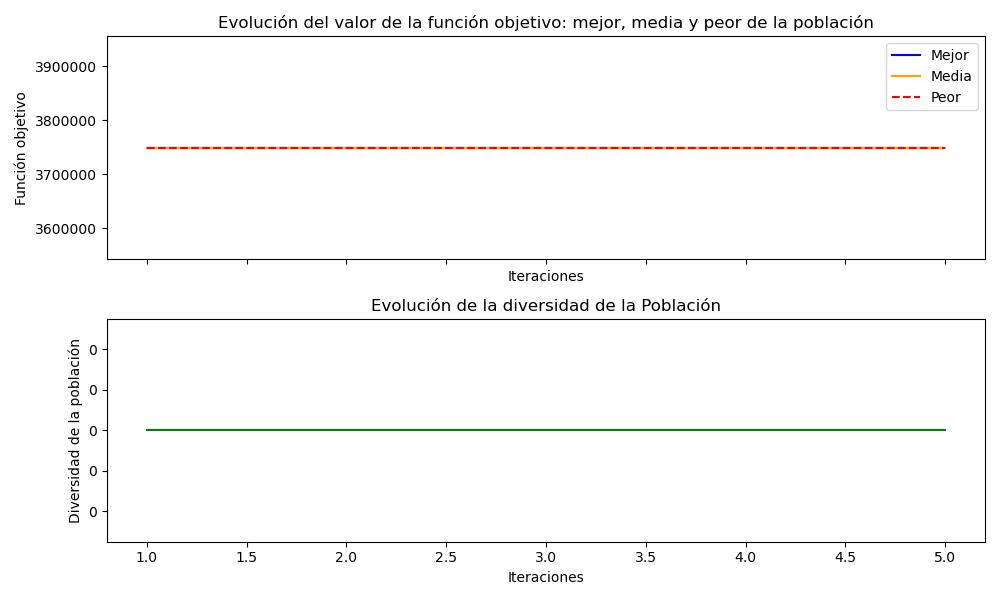 Evolución del valor de la función objetivo: mejor, media y peor de la población
Función objetivo
3900000
3800000
3700000
3600000
Mejor
Media
Peor
Iteraciones
Evolución de la diversidad de la Población
Diversidad de la población
0
0
0
0
0
1.0 1.5 2.0 2.5 3.0 3.5 4.0 4.5 5.0
Iteraciones